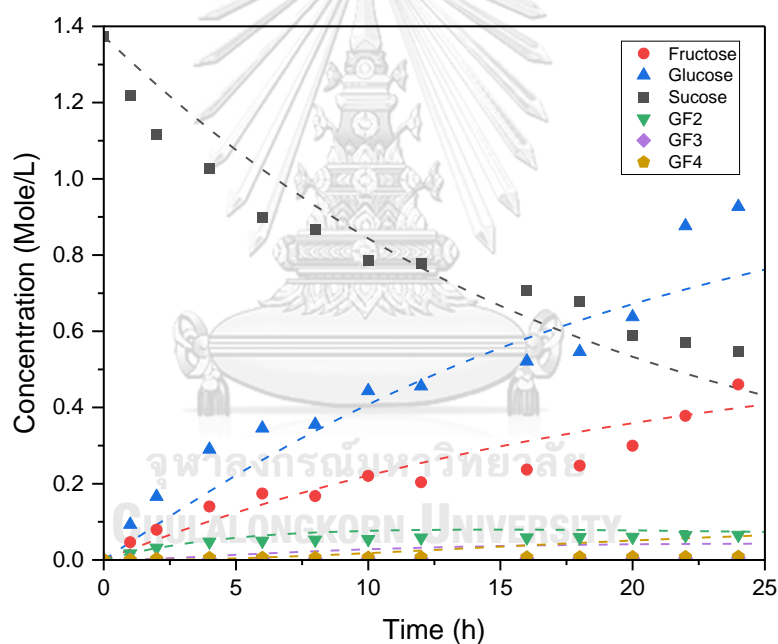 1.4
1.2
1.0
0.8
0.6
0.4
0.2
0.0
Concentration (Mole/L)
Fructose
Glucose
Sucose
GF2
GF3
GF4
จุฬาลงกรณ์มหาวิทยาลัย
CHULALONGKORN UNIVERSITY
0
5
10
15
20
25
Time (h)